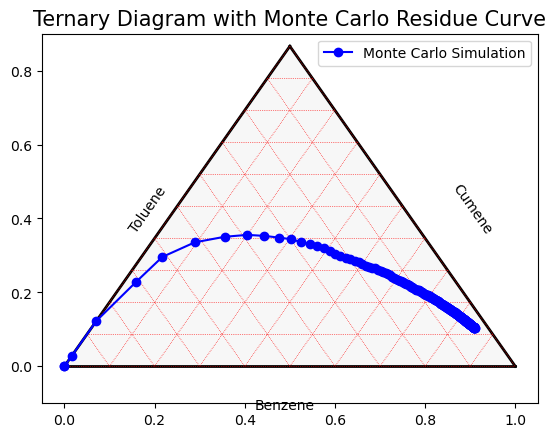 Ternary Diagram with Monte Carlo Residue Curve
Monte Carlo Simulation
0.8
0.6
0.4
0.2
0.0
Toluene
Cumene
Benzene
0.0 0.2 0.4 0.6 0.8 1.0